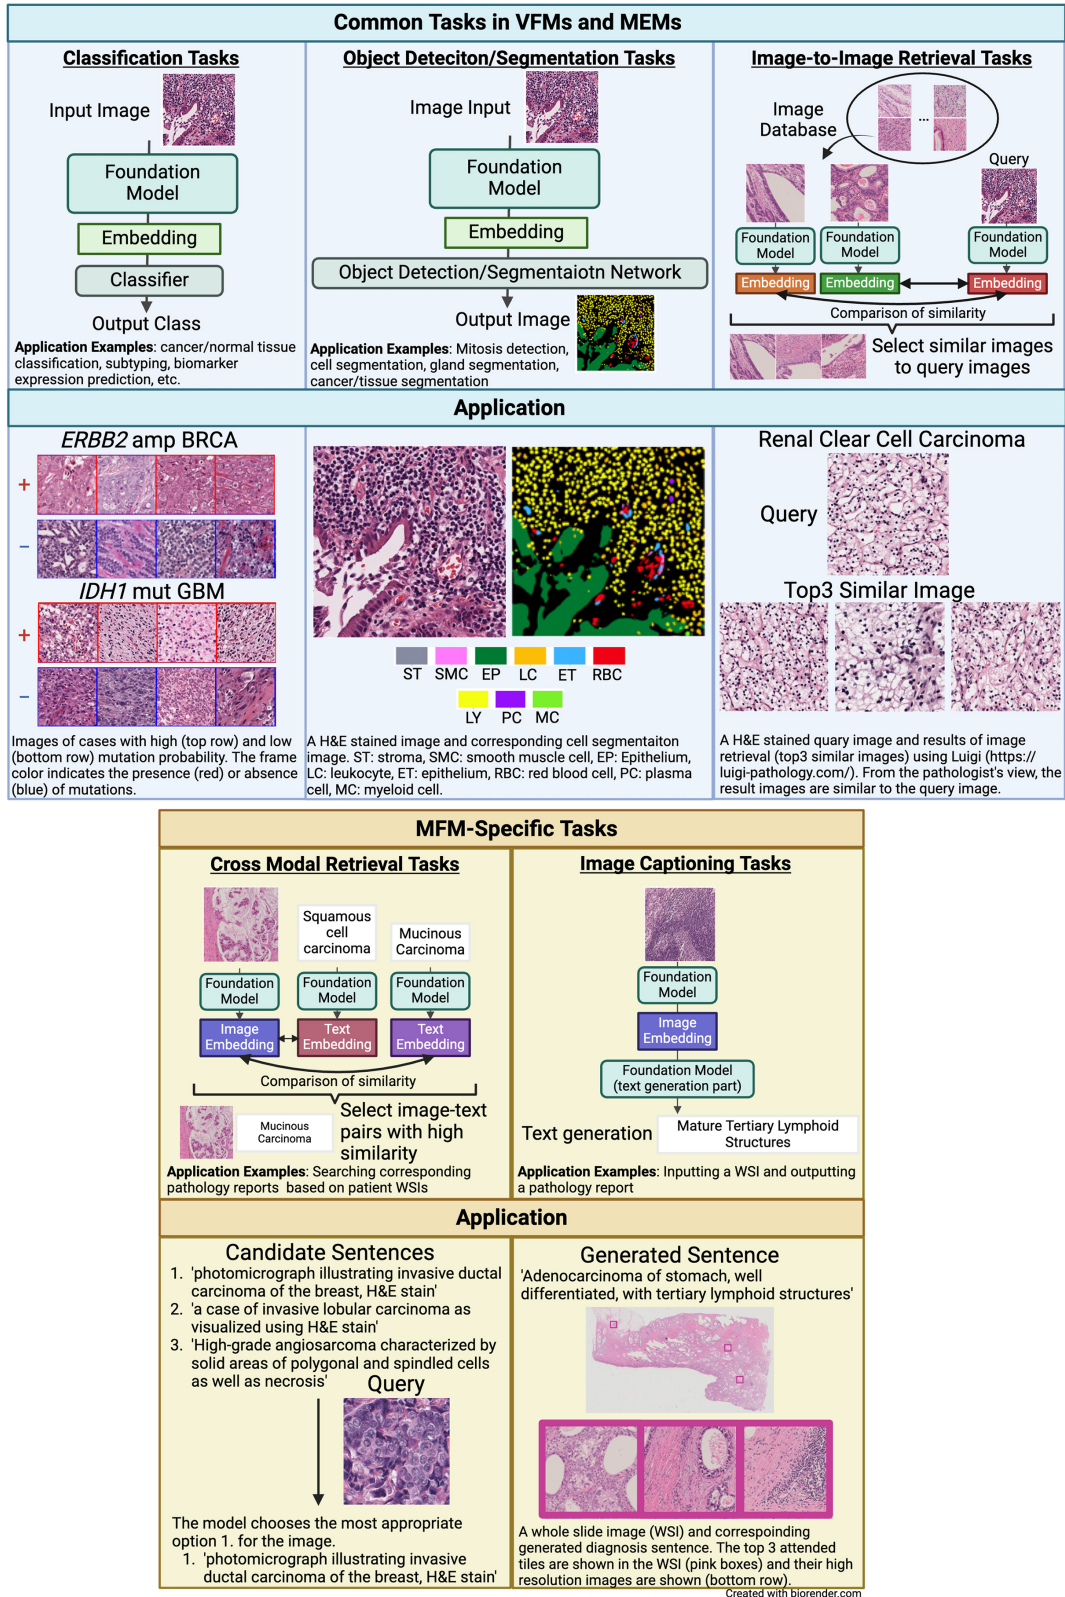 Common Tasks in VFMs and MEMs
Classification Tasks
Input Image
Foundation
Model
Embedding
Classifier
Output Class
Application Examples: cancer/normal tissue
classification, subtyping, biomarker
expression prediction, etc.
Object Deteciton/Segmentation Tasks
Image Input
Foundation
Model
Embedding
Object Detection/Segmentaiotn Network
Output Image
Application Examples: Mitosis detection,
cell segmentation, gland segmentation,
cancer/tissue segmentation
Image-to-Image Retrieval Tasks
Image
Database
...
Query
Foundation
Model
Foundation
Model
Foundation
Model
Embedding
Embedding
Embedding
Comparison of similarity
Select similar images
to query images
Application
ERBB2 amp BRCA
+
−
IDH1 mut GBM
+
−
Images of cases with high (top row) and low
(bottom row) mutation probability. The frame
color indicates the presence (red) or absence
(blue) of mutations.
ST SMC EP LC ET RBC
LY PC MC
A H&E stained image and corresponding cell segmentaiton
image. ST: stroma, SMC: smooth muscle cell, EP: Epithelium,
LC: leukocyte, ET: epithelium, RBC: red blood cell, PC: plasma
cell, MC: myeloid cell.
Renal Clear Cell Carcinoma
Query
Top3 Similar Image
A H&E stained quary image and results of image
retrieval (top3 similar images) using Luigi (https://
luigi-pathology.com/). From the pathologist's view, the
result images are similar to the query image.
MFM-Specific Tasks
Cross Modal Retrieval Tasks
Squamous
cell
carcinoma
Mucinous
Carcinoma
Foundation
Model
Foundation
Model
Foundation
Model
Image
Embedding
Text
Embedding
Text
Embedding
Comparison of similarity
Mucinous
Carcinoma
Select image-text
pairs with high
similarity
Application Examples: Searching corresponding
pathology reports based on patient WSIs
Image Captioning Tasks
Foundation
Model
Image
Embedding
Foundation Model
(text generation part)
Text generation
Mature Tertiary Lymphoid
Structures
Application Examples: Inputting a WSI and outputting
a pathology report
Application
Candidate Sentences
1. 'photomicrograph illustrating invasive ductal
carcinoma of the breast, H&E stain'
2. 'a case of invasive lobular carcinoma as
visualized using H&E stain'
3. 'High-grade angiosarcoma characterized by
solid areas of polygonal and spindled cells
as well as necrosis'
Query
The model chooses the most appropriate
option 1. for the image.
1. 'photomicrograph illustrating invasive
ductal carcinoma of the breast, H&E stain'
Generated Sentence
'Adenocarcinoma of stomach, well
differentiated, with tertiary lymphoid structures'
A whole slide image (WSI) and correspoinding
generated diagnosis sentence. The top 3 attended
tiles are shown in the WSI (pink boxes) and their high
resolution images are shown (bottom row).
Created with biorender.com